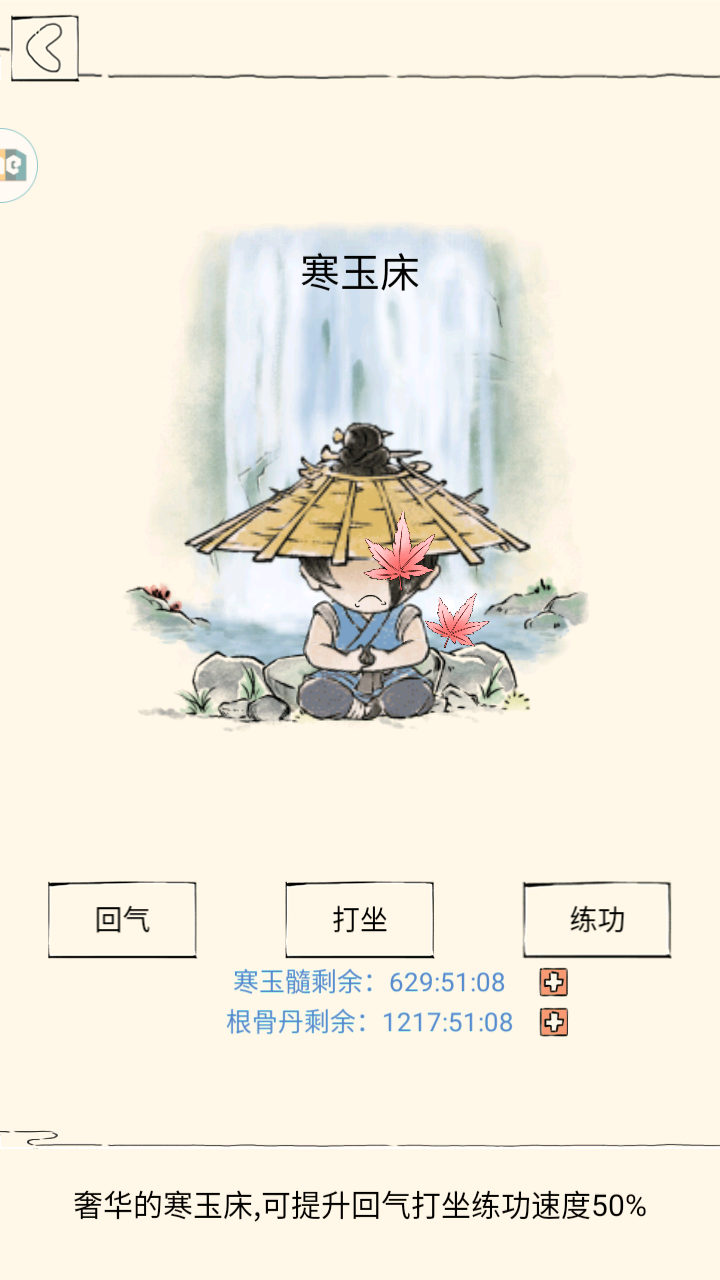 寒玉床
回气
打坐
练功
寒玉髓剩余：629:51:08
根骨丹剩余：1217:51:08
奢华的寒玉床,可提升回气打坐练功速度50%